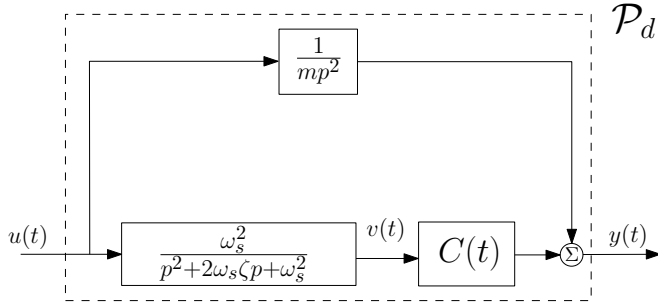 𝒫_d
1/(mp²)
u(t)
ω_s²/(p²+2ω_sζp+ω_s²)
v(t)
C(t)
Σ
y(t)